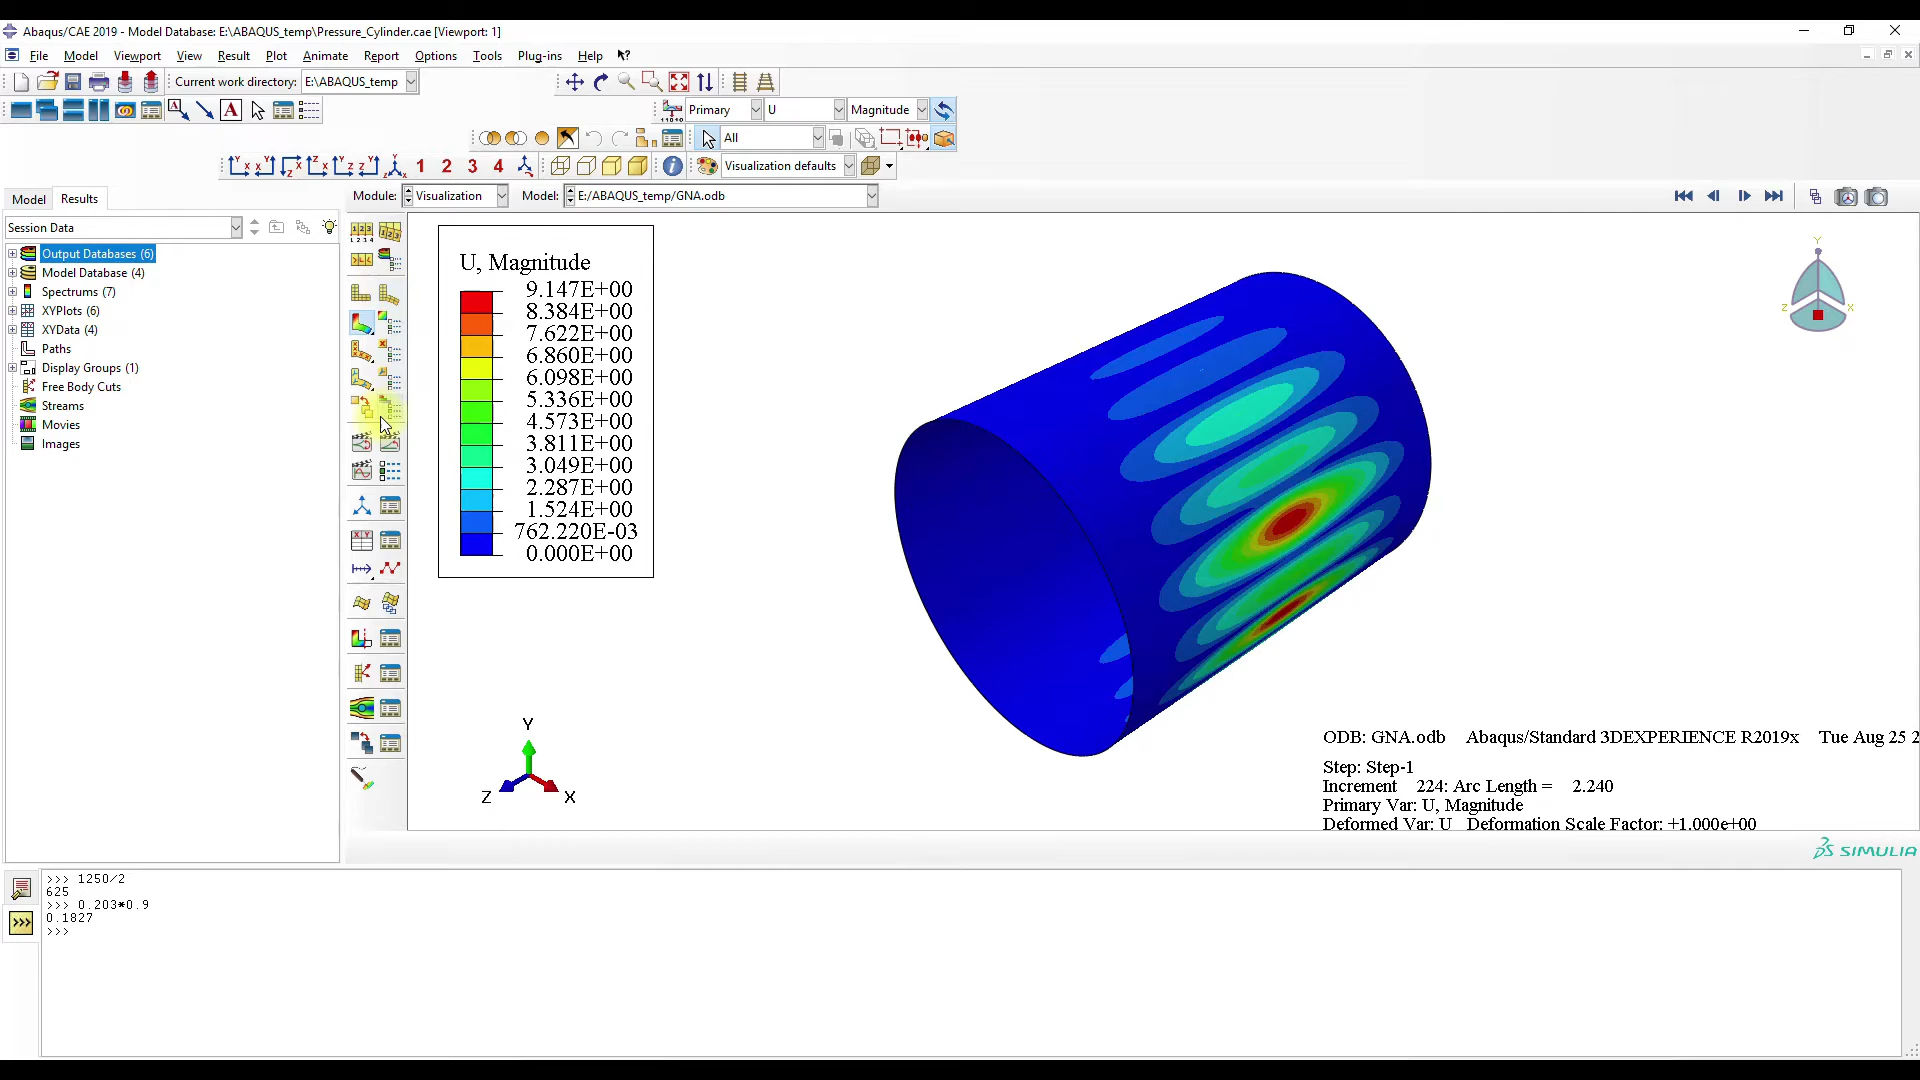 Abaqus/CAE 2019 - Model Database: E:\ABAQUS_temp\Pressure_Cylinder.cae [Viewport: 1]
File Model Viewport View Result Plot Animate Report Options Tools Plug-ins Help
Current work directory: E:\ABAQUS_temp
Primary U Magnitude
All
1 2 3 4 Visualization defaults
Model Results
Module: Visualization Model: E:/ABAQUS_temp/GNA.odb
Session Data
Output Databases (6)
Model Database (4)
Spectrums (7)
XYPlots (6)
XYData (4)
Paths
Display Groups (1)
Free Body Cuts
Streams
Movies
Images
U, Magnitude
9.147E+00
8.384E+00
7.622E+00
6.860E+00
6.098E+00
5.336E+00
4.573E+00
3.811E+00
3.049E+00
2.287E+00
1.524E+00
762.220E-03
0.000E+00
Y
Z X
Y
Z X
ODB: GNA.odb Abaqus/Standard 3DEXPERIENCE R2019x Tue Aug 25 2
Step: Step-1
Increment 224: Arc Length = 2.240
Primary Var: U, Magnitude
Deformed Var: U Deformation Scale Factor: +1.000e+00
SIMULIA
>>> 1250/2
625
>>> 0.203*0.9
0.1827
>>>